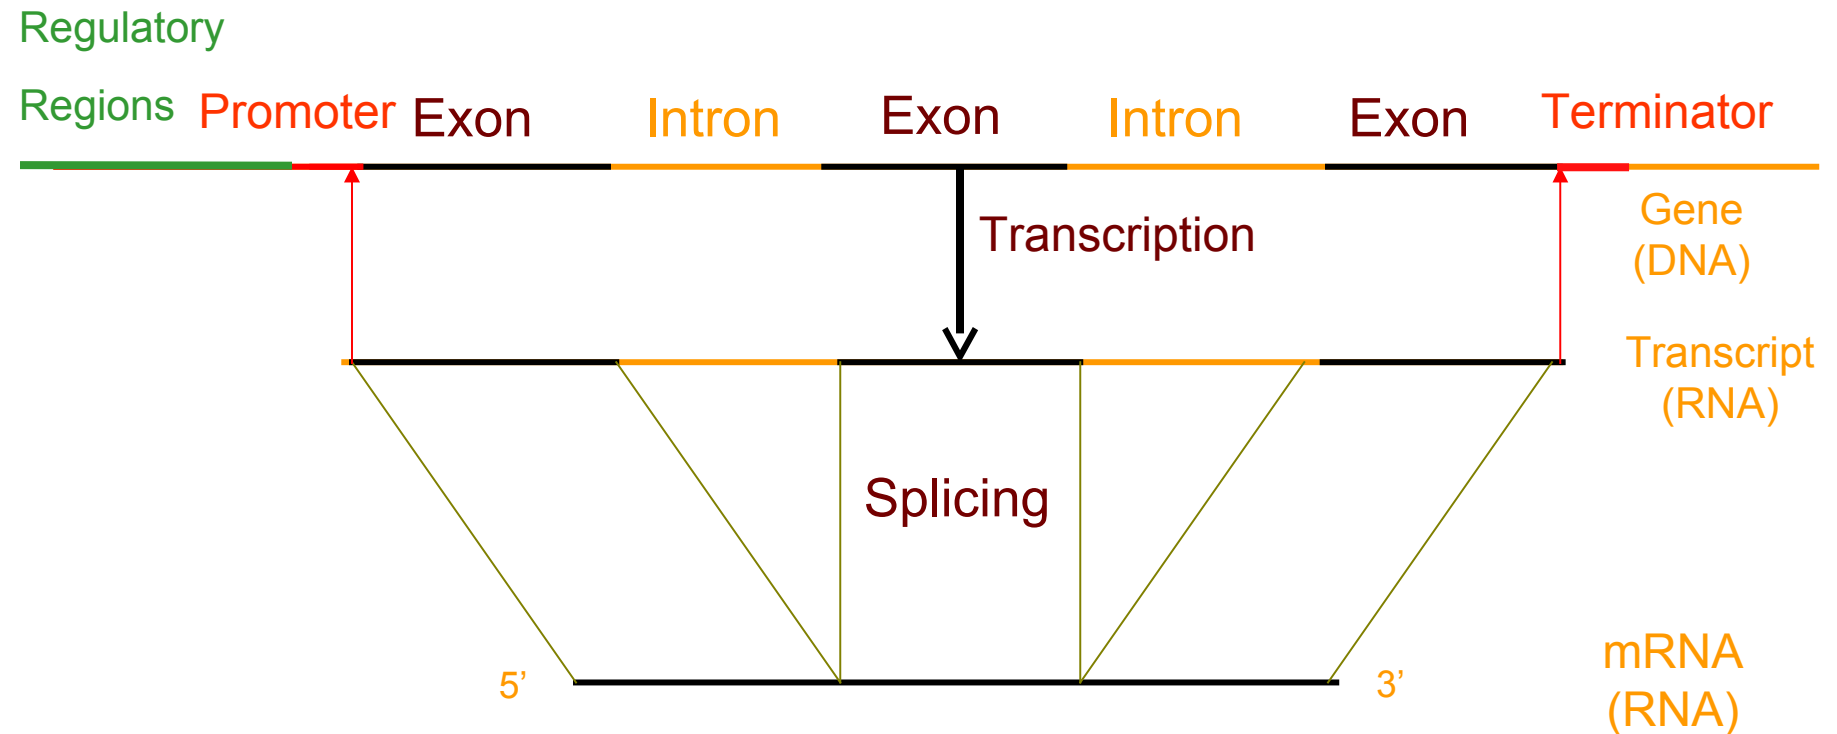 Regulatory
Regions Promoter Exon Intron Exon Intron Exon Terminator
Gene
(DNA)
Transcription
Transcript
(RNA)
Splicing
5’ 3’
mRNA
(RNA)